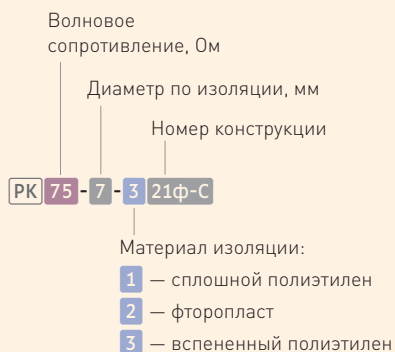 Волновое
сопротивление, Ом
Диаметр по изоляции, мм
Номер конструкции
РК 75 - 7 - 3 21ф-С
Материал изоляции:
1 — сплошной полиэтилен
2 — фторопласт
3 — вспененный полиэтилен